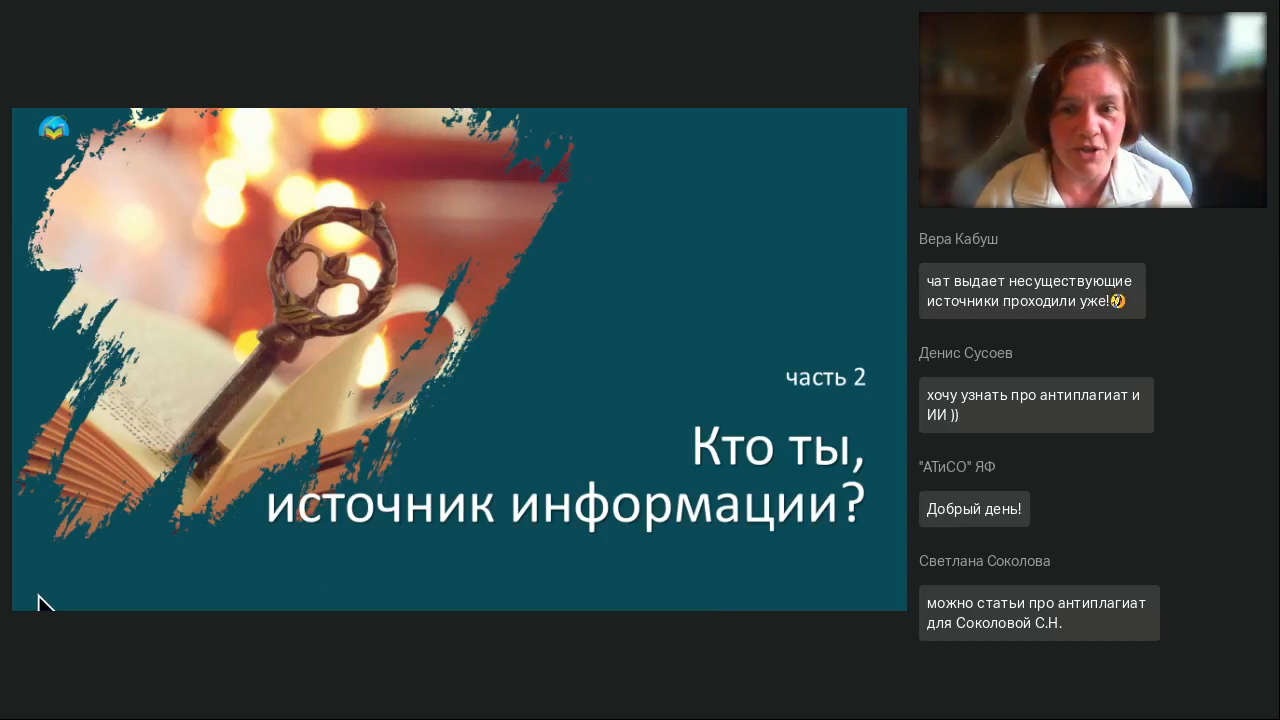 часть 2
Кто ты,
источник информации?
Вера Кабуш
чат выдает несуществующие
источники проходили уже!🤣
Денис Сусоев
хочу узнать про антиплагиат и
ИИ ))
"АТиСО" ЯФ
Добрый день!
Светлана Соколова
можно статьи про антиплагиат
для Соколовой С.Н.